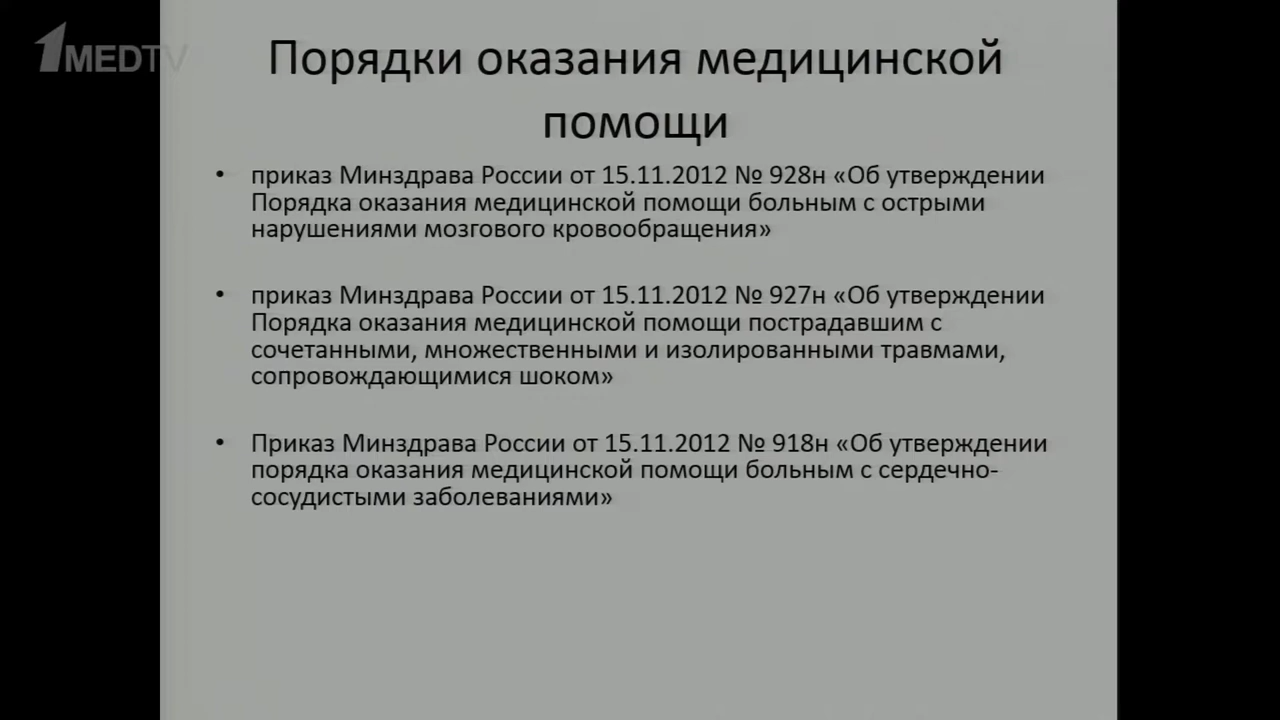 1MEDTV
Порядки оказания медицинской
помощи
• приказ Минздрава России от 15.11.2012 № 928н «Об утверждении
Порядка оказания медицинской помощи больным с острыми
нарушениями мозгового кровообращения»
• приказ Минздрава России от 15.11.2012 № 927н «Об утверждении
Порядка оказания медицинской помощи пострадавшим с
сочетанными, множественными и изолированными травмами,
сопровождающимися шоком»
• Приказ Минздрава России от 15.11.2012 № 918н «Об утверждении
порядка оказания медицинской помощи больным с сердечно-
сосудистыми заболеваниями»